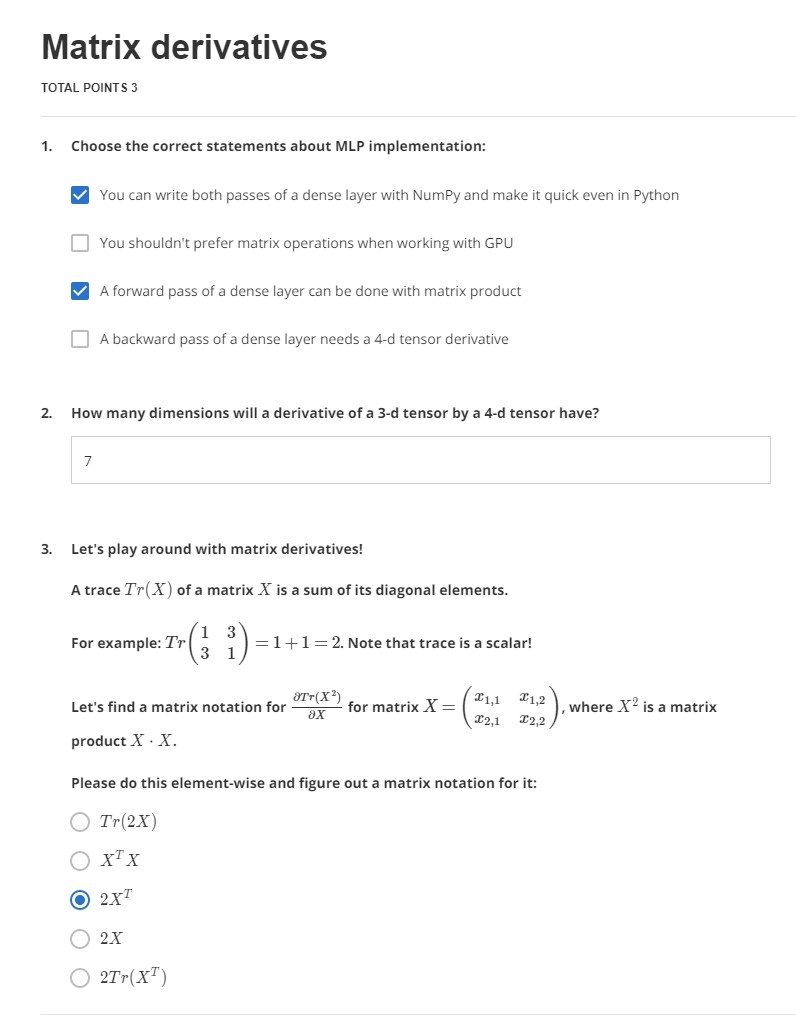 Matrix derivatives
TOTAL POINTS 3
1. Choose the correct statements about MLP implementation:
You can write both passes of a dense layer with NumPy and make it quick even in Python
You shouldn't prefer matrix operations when working with GPU
A forward pass of a dense layer can be done with matrix product
A backward pass of a dense layer needs a 4-d tensor derivative
2. How many dimensions will a derivative of a 3-d tensor by a 4-d tensor have?
7
3. Let's play around with matrix derivatives!
A trace $Tr(X)$ of a matrix $X$ is a sum of its diagonal elements.
For example: $Tr\begin{pmatrix} 1 & 3 \\ 3 & 1 \end{pmatrix} = 1 + 1 = 2$. Note that trace is a scalar!
Let's find a matrix notation for $\frac{\partial Tr(X^2)}{\partial X}$ for matrix $X = \begin{pmatrix} x_{1,1} & x_{1,2} \\ x_{2,1} & x_{2,2} \end{pmatrix}$, where $X^2$ is a matrix
product $X \cdot X$.
Please do this element-wise and figure out a matrix notation for it:
$Tr(2X)$
$X^T X$
$2X^T$
$2X$
$2Tr(X^T)$